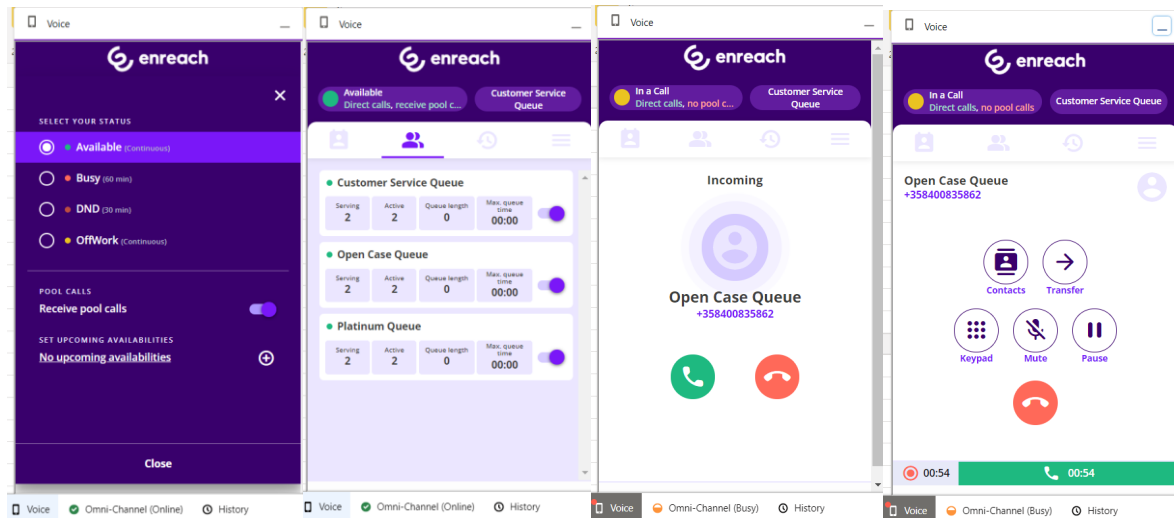 Voice
enreach
SELECT YOUR STATUS
Available (Continuous)
Busy (60 min)
DND (30 min)
OffWork (Continuous)
POOL CALLS
Receive pool calls
SET UPCOMING AVAILABILITIES
No upcoming availabilities
Close
Voice Omni-Channel (Online) History
Voice
enreach
Available
Direct calls, receive pool c...
Customer Service
Queue
Customer Service Queue
Serving Active Queue length Max. queue time
2 2 0 00:00
Open Case Queue
Serving Active Queue length Max. queue time
2 2 0 00:00
Platinum Queue
Serving Active Queue length Max. queue time
2 2 0 00:00
Voice Omni-Channel (Online) History
Voice
enreach
In a Call
Direct calls, no pool c...
Customer Service
Queue
Incoming
Open Case Queue
+358400835862
Voice Omni-Channel (Busy) History
Voice
enreach
In a Call
Direct calls, no pool calls
Customer Service Queue
Open Case Queue
+358400835862
Contacts Transfer
Keypad Mute Pause
00:54 00:54
Voice Omni-Channel (Busy) History